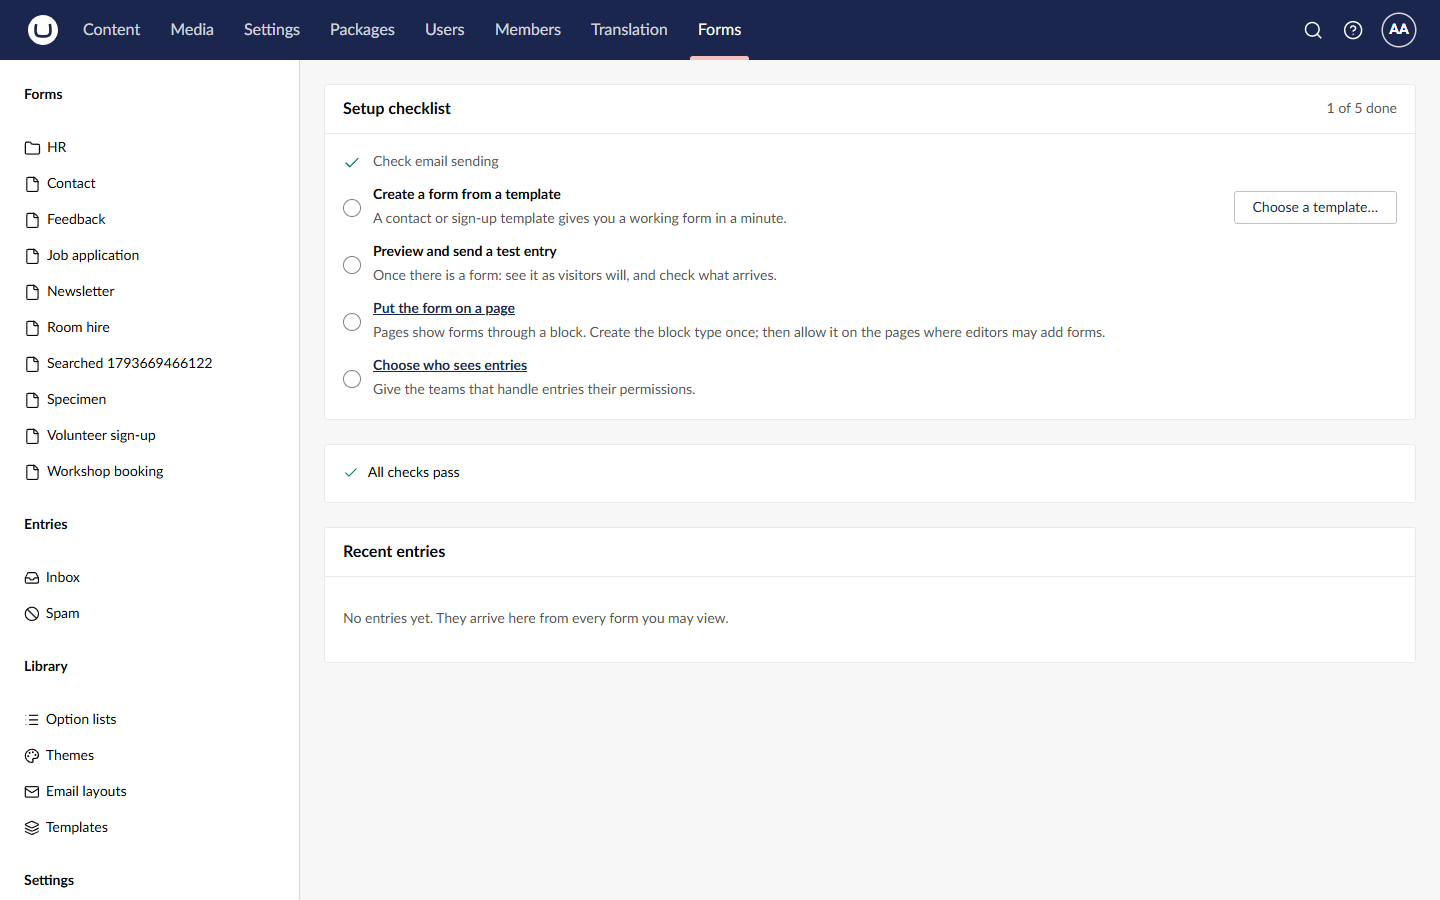 Content Media Settings Packages Users Members Translation Forms AA
Forms
HR
Contact
Feedback
Job application
Newsletter
Room hire
Searched 1793669466122
Specimen
Volunteer sign-up
Workshop booking
Entries
Inbox
Spam
Library
Option lists
Themes
Email layouts
Templates
Settings
Setup checklist 1 of 5 done
Check email sending
Create a form from a template
A contact or sign-up template gives you a working form in a minute.
Choose a template...
Preview and send a test entry
Once there is a form: see it as visitors will, and check what arrives.
Put the form on a page
Pages show forms through a block. Create the block type once; then allow it on the pages where editors may add forms.
Choose who sees entries
Give the teams that handle entries their permissions.
All checks pass
Recent entries
No entries yet. They arrive here from every form you may view.